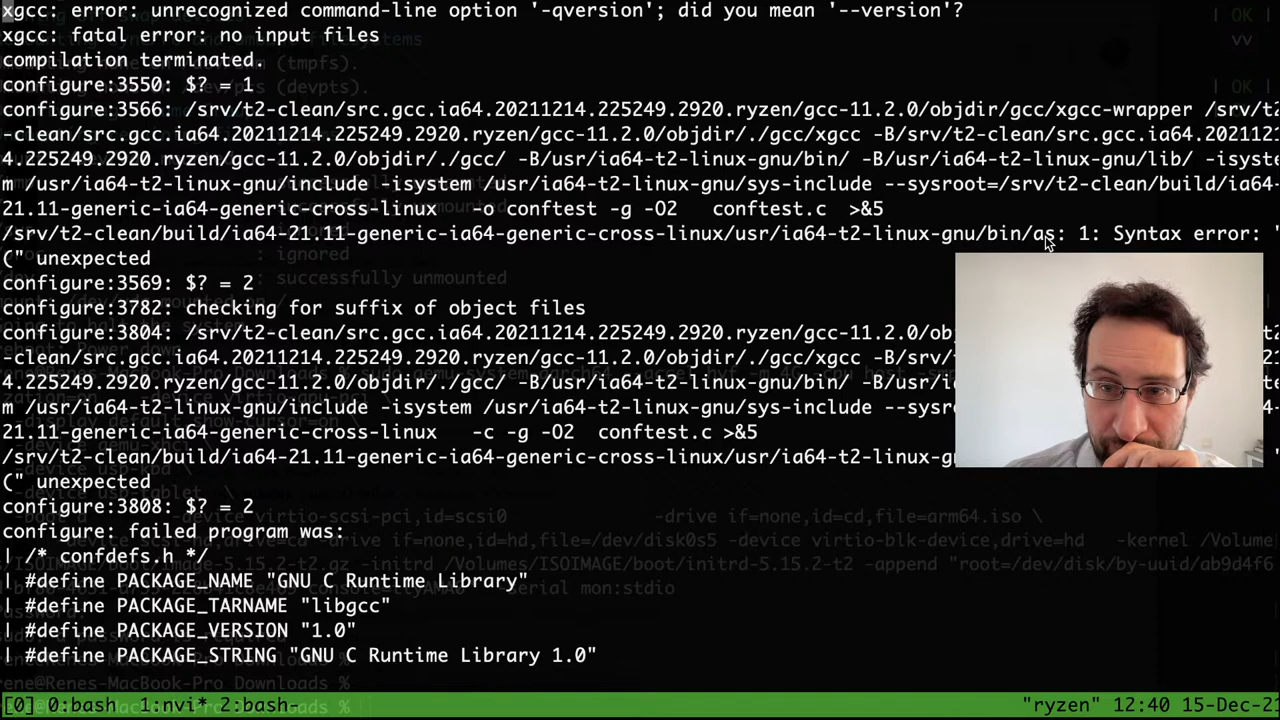 xgcc: error: unrecognized command-line option '-qversion'; did you mean '--version'?
xgcc: fatal error: no input files
compilation terminated.
configure:3550: $? = 1
configure:3566: /srv/t2-clean/src.gcc.ia64.20211214.225249.2920.ryzen/gcc-11.2.0/objdir/gcc/xgcc-wrapper /srv/t2
-clean/src.gcc.ia64.20211214.225249.2920.ryzen/gcc-11.2.0/objdir/./gcc/xgcc -B/srv/t2-clean/src.gcc.ia64.2021121
4.225249.2920.ryzen/gcc-11.2.0/objdir/./gcc/ -B/usr/ia64-t2-linux-gnu/bin/ -B/usr/ia64-t2-linux-gnu/lib/ -isyste
m /usr/ia64-t2-linux-gnu/include -isystem /usr/ia64-t2-linux-gnu/sys-include --sysroot=/srv/t2-clean/build/ia64-
21.11-generic-ia64-generic-cross-linux -o conftest -g -O2 conftest.c >&5
/srv/t2-clean/build/ia64-21.11-generic-ia64-generic-cross-linux/usr/ia64-t2-linux-gnu/bin/as: 1: Syntax error: "
(" unexpected
configure:3569: $? = 2
configure:3782: checking for suffix of object files
configure:3804: /srv/t2-clean/src.gcc.ia64.20211214.225249.2920.ryzen/gcc-11.2.0/ob
-clean/src.gcc.ia64.20211214.225249.2920.ryzen/gcc-11.2.0/objdir/./gcc/xgcc -B/srv/
4.225249.2920.ryzen/gcc-11.2.0/objdir/./gcc/ -B/usr/ia64-t2-linux-gnu/bin/ -B/usr/i
m /usr/ia64-t2-linux-gnu/include -isystem /usr/ia64-t2-linux-gnu/sys-include --sysr
21.11-generic-ia64-generic-cross-linux -c -g -O2 conftest.c >&5
/srv/t2-clean/build/ia64-21.11-generic-ia64-generic-cross-linux/usr/ia64-t2-linux-g
(" unexpected
configure:3808: $? = 2
configure: failed program was:
| /* confdefs.h */
| #define PACKAGE_NAME "GNU C Runtime Library"
| #define PACKAGE_TARNAME "libgcc"
| #define PACKAGE_VERSION "1.0"
| #define PACKAGE_STRING "GNU C Runtime Library 1.0"
[0] 0:bash 1:nvi* 2:bash- "ryzen" 12:40 15-Dec-21